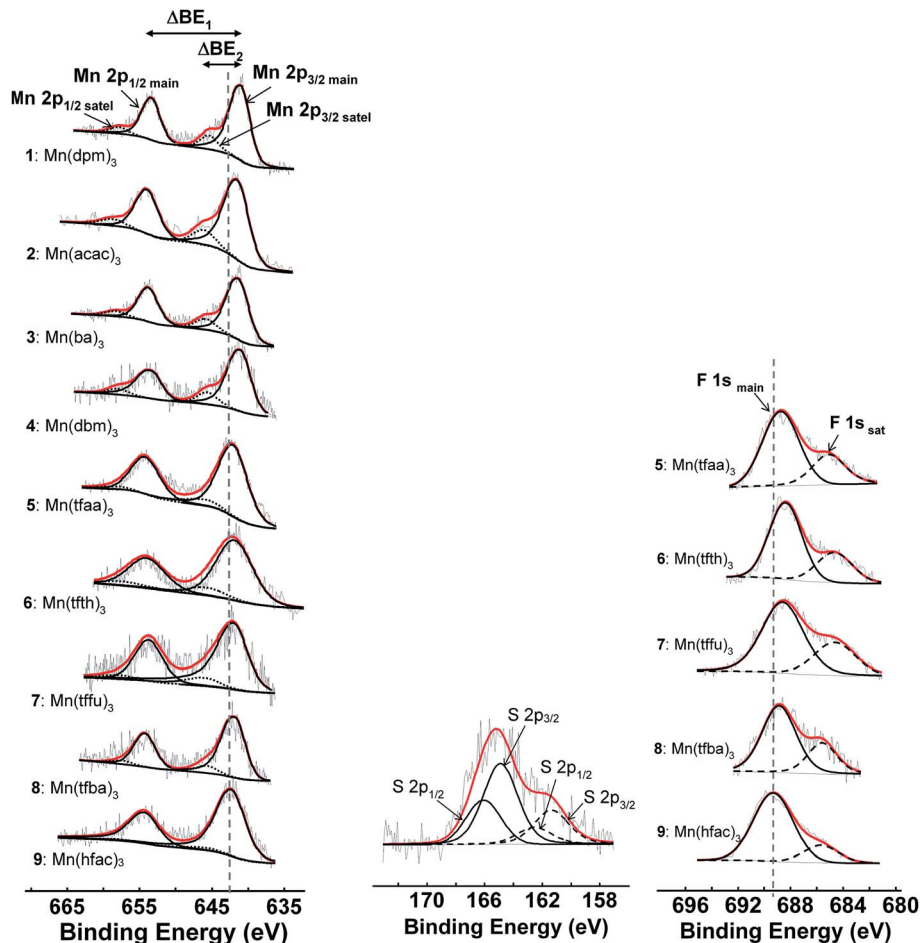 ΔBE₁
ΔBE₂
Mn 2p₁/₂ main
Mn 2p₃/₂ main
Mn 2p₁/₂ satel
Mn 2p₃/₂ satel
1: Mn(dpm)₃
2: Mn(acac)₃
3: Mn(ba)₃
4: Mn(dbm)₃
5: Mn(tfaa)₃
6: Mn(tfth)₃
7: Mn(tffu)₃
8: Mn(tfba)₃
9: Mn(hfac)₃
665 655 645 635
Binding Energy (eV)
S 2p₃/₂
S 2p₁/₂
S 2p₁/₂
S 2p₃/₂
170 166 162 158
Binding Energy (eV)
F 1s main
F 1s sat
5: Mn(tfaa)₃
6: Mn(tfth)₃
7: Mn(tffu)₃
8: Mn(tfba)₃
9: Mn(hfac)₃
696 692 688 684 680
Binding Energy (eV)